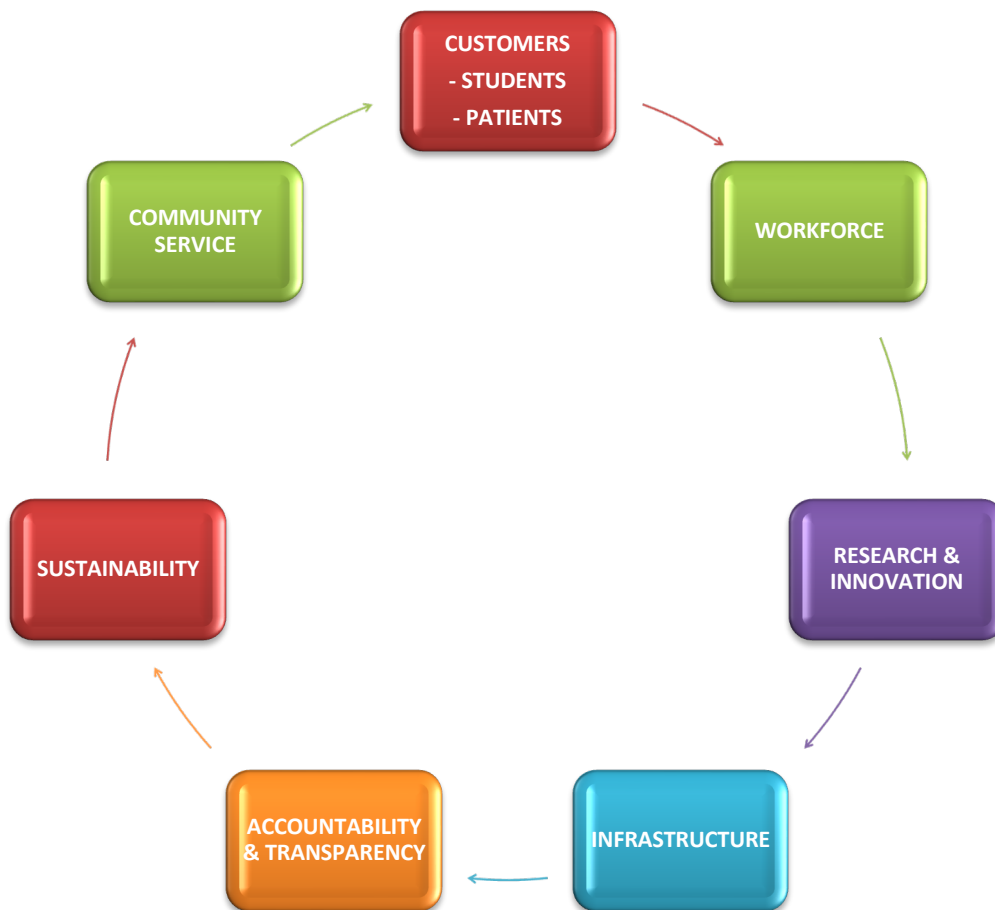 CUSTOMERS
- STUDENTS
- PATIENTS
WORKFORCE
RESEARCH &
INNOVATION
INFRASTRUCTURE
ACCOUNTABILITY
& TRANSPARENCY
SUSTAINABILITY
COMMUNITY
SERVICE